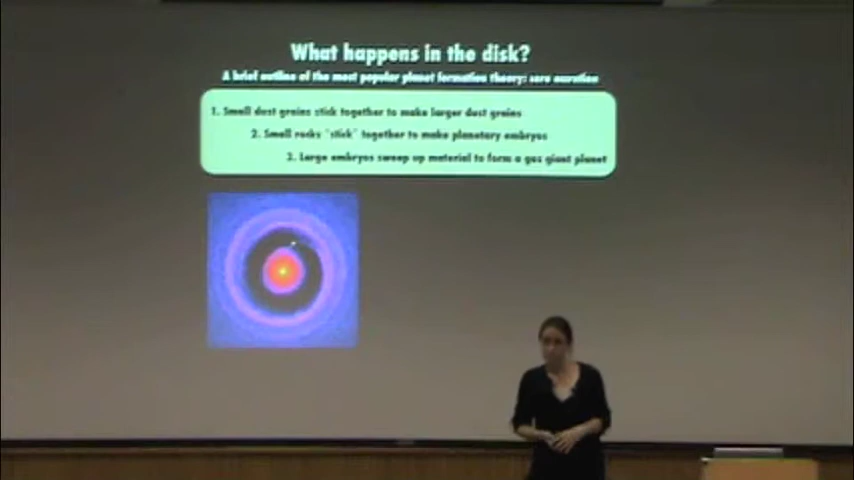 What happens in the disk?
A brief outline of the most popular planet formation theory: core accretion
1. Small dust grains stick together to make larger dust grains
2. Small rocks "stick" together to make planetary embryos
3. Large embryos sweep up material to form a gas giant planet